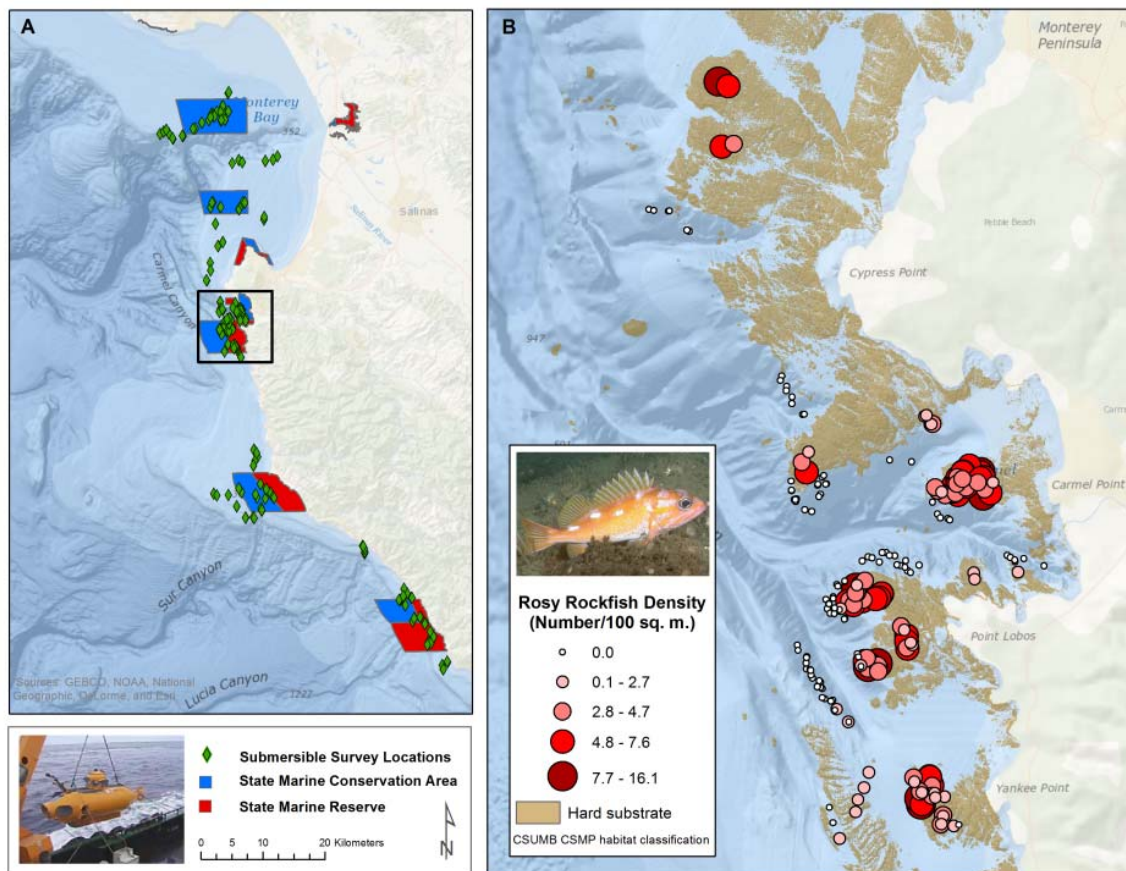 A
Monterey
Bay
352
Salinas
Salinas River
Carmel Canyon
Sur Canyon
Lucia Canyon
1222
Sources: GEBCO, NOAA, National
Geographic, DeLorme, and Esri
Submersible Survey Locations
State Marine Conservation Area
State Marine Reserve
0 5 10 20 Kilometers
N
B
Monterey
Peninsula
Pebble Beach
Cypress Point
947
Carmel Point
Point Lobos
Yankee Point
Rosy Rockfish Density
(Number/100 sq. m.)
0.0
0.1 - 2.7
2.8 - 4.7
4.8 - 7.6
7.7 - 16.1
Hard substrate
CSUMB CSMP habitat classification